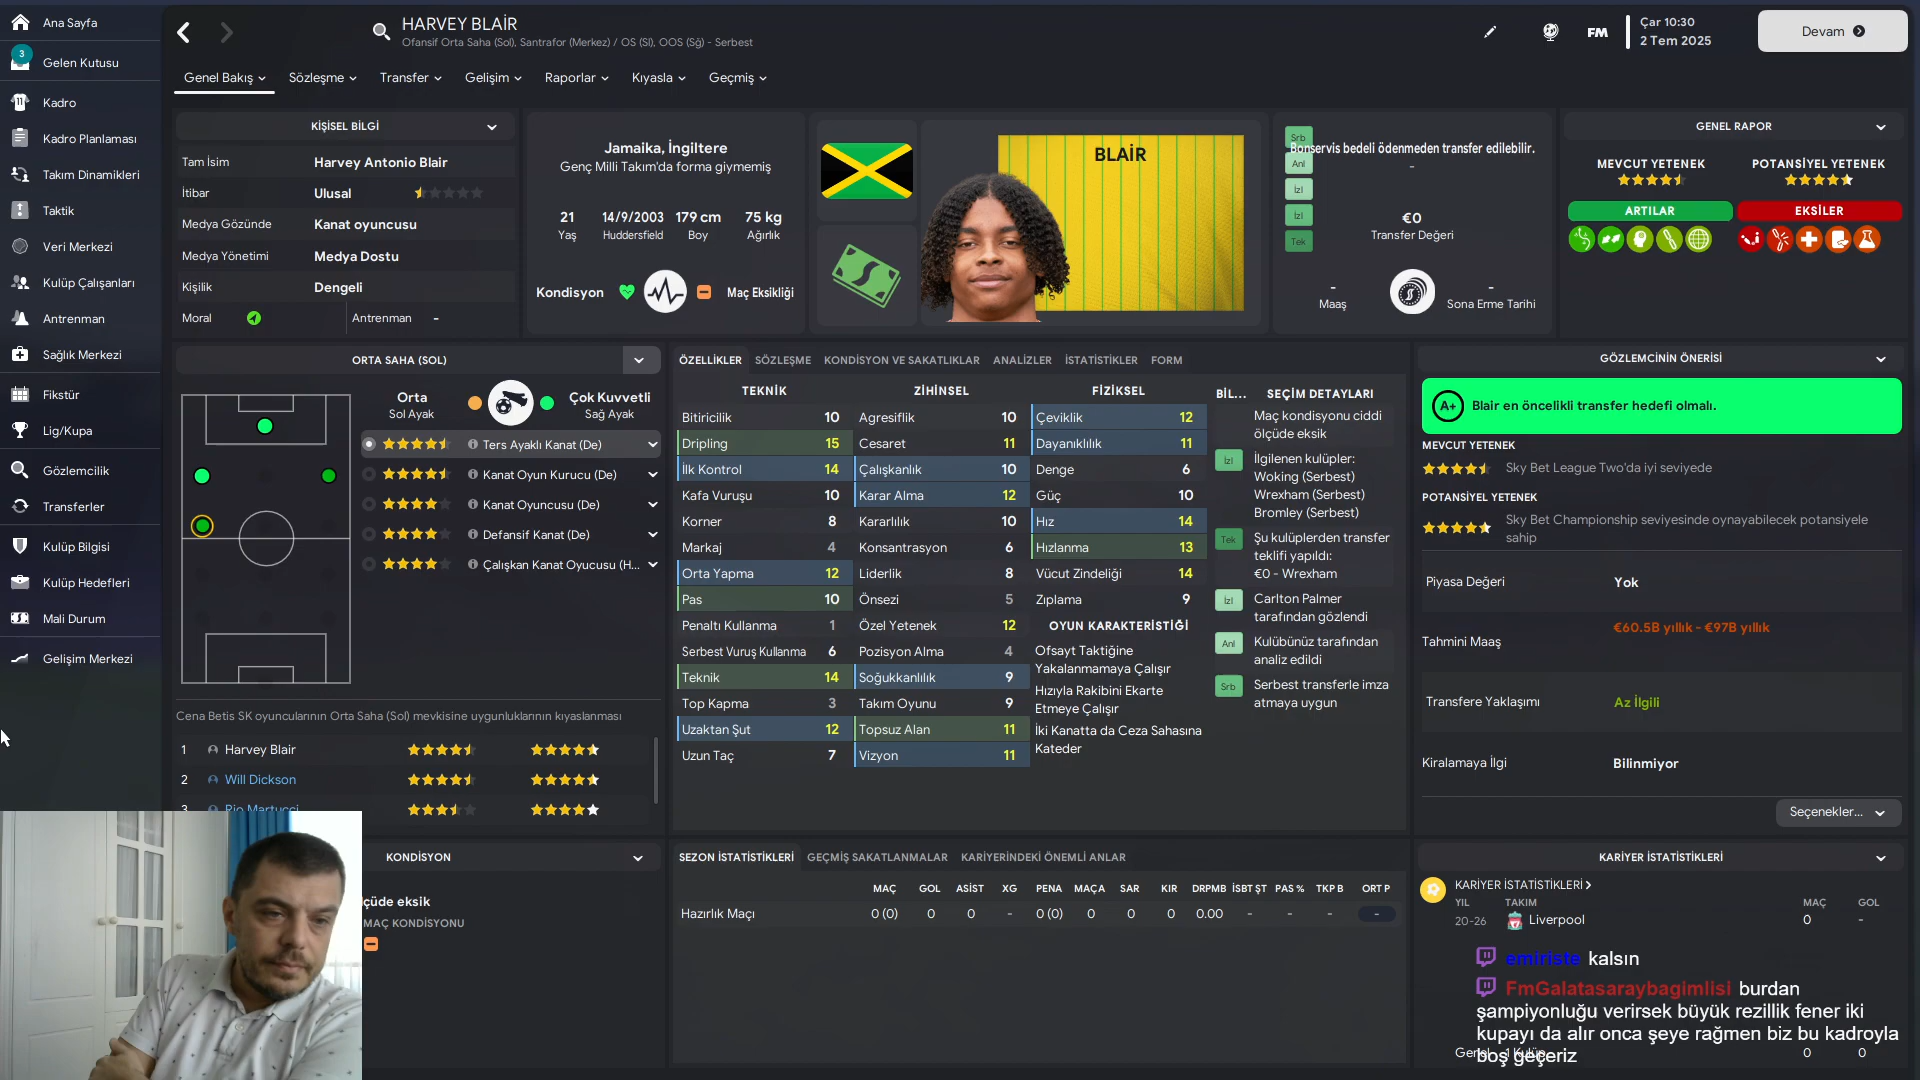 Ana Sayfa
3
Gelen Kutusu
Kadro
Kadro Planlaması
Takım Dinamikleri
Taktik
Veri Merkezi
Kulüp Çalışanları
Antrenman
Sağlık Merkezi
Fikstür
Lig/Kupa
Gözlemcilik
Transferler
Kulüp Bilgisi
Kulüp Hedefleri
Mali Durum
Gelişim Merkezi
HARVEY BLAİR
Ofansif Orta Saha (Sol), Santrafor (Merkez) / OS (Sl), OOS (Sğ) - Serbest
FM
Çar 10:30
2 Tem 2025
Devam
Genel Bakış
Sözleşme
Transfer
Gelişim
Raporlar
Kıyasla
Geçmiş
KİŞİSEL BİLGİ
Tam İsim Harvey Antonio Blair
İtibar Ulusal
Medya Gözünde Kanat oyuncusu
Medya Yönetimi Medya Dostu
Kişilik Dengeli
Moral
Antrenman -
Jamaika, İngiltere
Genç Milli Takım'da forma giymemiş
21 14/9/2003 179 cm 75 kg
Yaş Huddersfield Boy Ağırlık
Kondisyon
Maç Eksikliği
BLAİR
Srb
Anl
İzl
İzl
Tek
Bonservis bedeli ödenmeden transfer edilebilir.
-
€0
Transfer Değeri
- -
Maaş Sona Erme Tarihi
GENEL RAPOR
MEVCUT YETENEK POTANSİYEL YETENEK
ARTILAR EKSİLER
ORTA SAHA (SOL)
Orta Çok Kuvvetli
Sol Ayak Sağ Ayak
Ters Ayaklı Kanat (De)
Kanat Oyun Kurucu (De)
Kanat Oyuncusu (De)
Defansif Kanat (De)
Çalışkan Kanat Oyucusu (H...
Cena Betis SK oyuncularının Orta Saha (Sol) mevkisine uygunluklarının kıyaslanması
1 Harvey Blair
2 Will Dickson
3 Rio Martucci
ÖZELLİKLER SÖZLEŞME KONDİSYON VE SAKATLIKLAR ANALİZLER İSTATİSTİKLER FORM
TEKNİK
Bitiricilik 10
Dripling 15
İlk Kontrol 14
Kafa Vuruşu 10
Korner 8
Markaj 4
Orta Yapma 12
Pas 10
Penaltı Kullanma 1
Serbest Vuruş Kullanma 6
Teknik 14
Top Kapma 3
Uzaktan Şut 12
Uzun Taç 7
ZİHİNSEL
Agresiflik 10
Cesaret 11
Çalışkanlık 10
Karar Alma 12
Kararlılık 10
Konsantrasyon 6
Liderlik 8
Önsezi 5
Özel Yetenek 12
Pozisyon Alma 4
Soğukkanlılık 9
Takım Oyunu 9
Topsuz Alan 11
Vizyon 11
FİZİKSEL
Çeviklik 12
Dayanıklılık 11
Denge 6
Güç 10
Hız 14
Hızlanma 13
Vücut Zindeliği 14
Zıplama 9
OYUN KARAKTERİSTİĞİ
Ofsayt Taktiğine
Yakalanmamaya Çalışır
Hızıyla Rakibini Ekarte
Etmeye Çalışır
İki Kanatta da Ceza Sahasına
Kateder
BİL... SEÇİM DETAYLARI
Maç kondisyonu ciddi
ölçüde eksik
İzl
İlgilenen kulüpler:
Woking (Serbest)
Wrexham (Serbest)
Bromley (Serbest)
Tek
Şu kulüplerden transfer
teklifi yapıldı:
€0 - Wrexham
İzl
Carlton Palmer
tarafından gözlendi
Anl
Kulübünüz tarafından
analiz edildi
Srb
Serbest transferle imza
atmaya uygun
GÖZLEMCİNİN ÖNERİSİ
A+ Blair en öncelikli transfer hedefi olmalı.
MEVCUT YETENEK
Sky Bet League Two'da iyi seviyede
POTANSİYEL YETENEK
Sky Bet Championship seviyesinde oynayabilecek potansiyele
sahip
Piyasa Değeri Yok
Tahmini Maaş €60.5B yıllık - €97B yıllık
Transfere Yaklaşımı Az İlgili
Kiralamaya İlgi Bilinmiyor
Seçenekler...
KONDİSYON
çüde eksik
MAÇ KONDİSYONU
SEZON İSTATİSTİKLERİ GEÇMİŞ SAKATLANMALAR KARİYERİNDEKİ ÖNEMLİ ANLAR
MAÇ GOL ASİST XG PENA MAÇA SAR KIR DRPMB İSBT ŞT PAS % TKP B ORT P
Hazırlık Maçı 0 (0) 0 0 - 0 (0) 0 0 0 0.00 - - - -
KARİYER İSTATİSTİKLERİ
KARİYER İSTATİSTİKLERİ
YIL TAKIM MAÇ GOL
20-26 Liverpool 0 -
emiriste kalsın
FmGalatasaraybagimlisi burdan
şampiyonluğu verirsek büyük rezillik fener iki
kupayı da alır onca şeye rağmen biz bu kadroyla
boş geçeriz
Genel 1 Kulüp 0 0